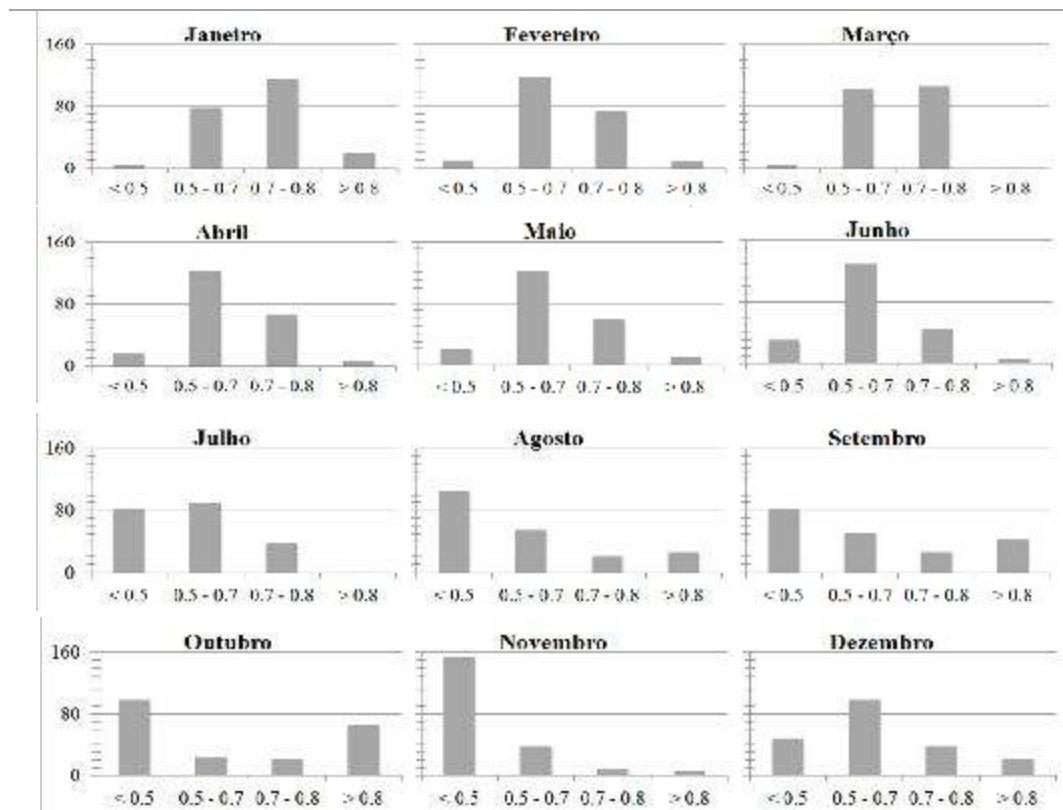 Janeiro Fevereiro Março
160
80
0
< 0.5 0.5 - 0.7 0.7 - 0.8 > 0.8 < 0.5 0.5 - 0.7 0.7 - 0.8 > 0.8 < 0.5 0.5 - 0.7 0.7 - 0.8 > 0.8
Abril Maio Junho
160
80
0
< 0.5 0.5 - 0.7 0.7 - 0.8 > 0.8 < 0.5 0.5 - 0.7 0.7 - 0.8 > 0.8 < 0.5 0.5 - 0.7 0.7 - 0.8 > 0.8
Julho Agosto Setembro
160
80
0
< 0.5 0.5 - 0.7 0.7 - 0.8 > 0.8 < 0.5 0.5 - 0.7 0.7 - 0.8 > 0.8 < 0.5 0.5 - 0.7 0.7 - 0.8 > 0.8
Outubro Novembro Dezembro
160
80
0
< 0.5 0.5 - 0.7 0.7 - 0.8 > 0.8 < 0.5 0.5 - 0.7 0.7 - 0.8 > 0.8 < 0.5 0.5 - 0.7 0.7 - 0.8 > 0.8